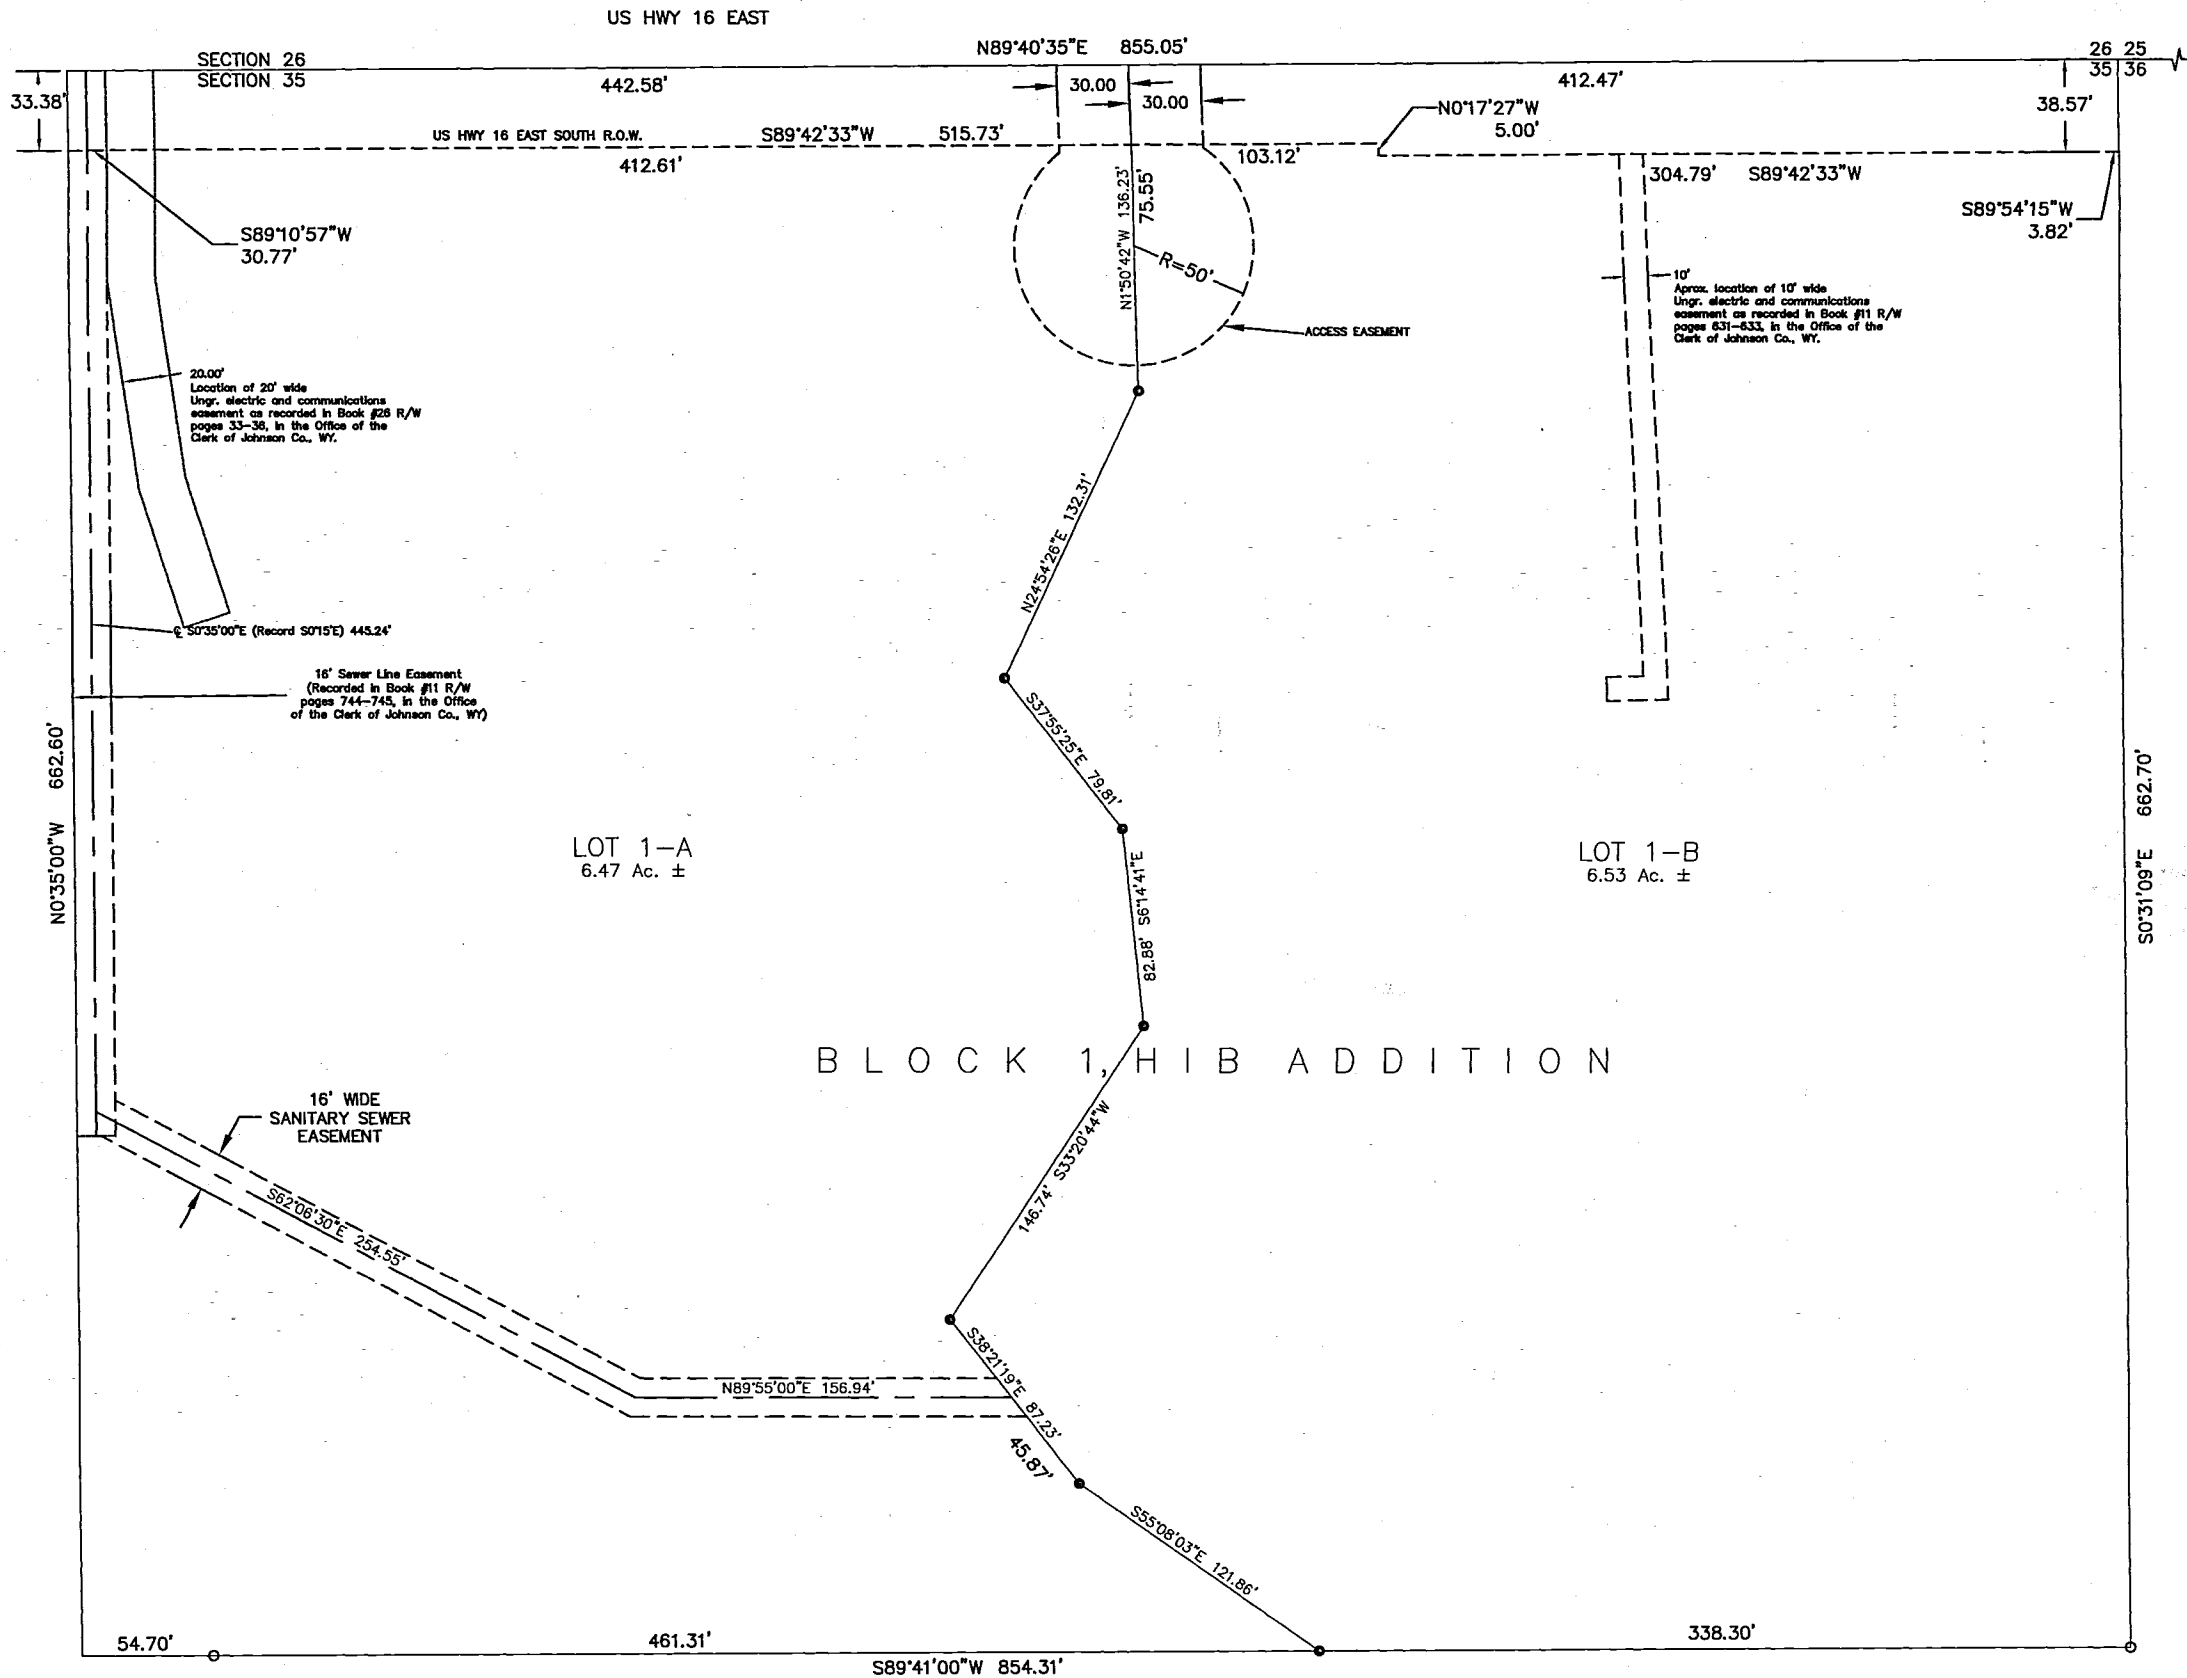 US HWY 16 EAST
SECTION 26
SECTION 35
N89°40'35"E 855.05'
26 25
35 36
33.38'
442.58'
30.00
30.00
412.47'
38.57'
N0°17'27"W
5.00'
US HWY 16 EAST SOUTH R.O.W. S89°42'33"W 515.73'
412.61'
103.12'
304.79' S89°42'33"W
S89°10'57"W
30.77'
S89°54'15"W
3.82'
N1°50'42"W 136.23'
75.55'
R=50'
ACCESS EASEMENT
10'
Aprox. location of 10' wide
Ungr. electric and communications
easement as recorded in Book #11 R/W
pages 631-633, in the Office of the
Clerk of Johnson Co., WY.
20.00'
Location of 20' wide
Ungr. electric and communications
easement as recorded in Book #26 R/W
pages 33-36, in the Office of the
Clerk of Johnson Co., WY.
N24°54'26"E 132.31'
℄ S0°35'00"E (Record S0°15'E) 445.24'
16' Sewer Line Easement
(Recorded in Book #11 R/W
pages 744-745, in the Office
of the Clerk of Johnson Co., WY)
S37°55'25"E 79.81'
N0°35'00"W 662.60'
S0°31'09"E 662.70'
LOT 1-A
6.47 Ac. ±
LOT 1-B
6.53 Ac. ±
82.88' S6°14'41"E
BLOCK 1, HIB ADDITION
16' WIDE
SANITARY SEWER
EASEMENT
146.74' S33°20'44"W
S62°06'30"E 254.55'
S38°21'19"E 87.23'
N89°55'00"E 156.94'
45.87'
S55°08'03"E 121.86'
54.70'
461.31'
338.30'
S89°41'00"W 854.31'